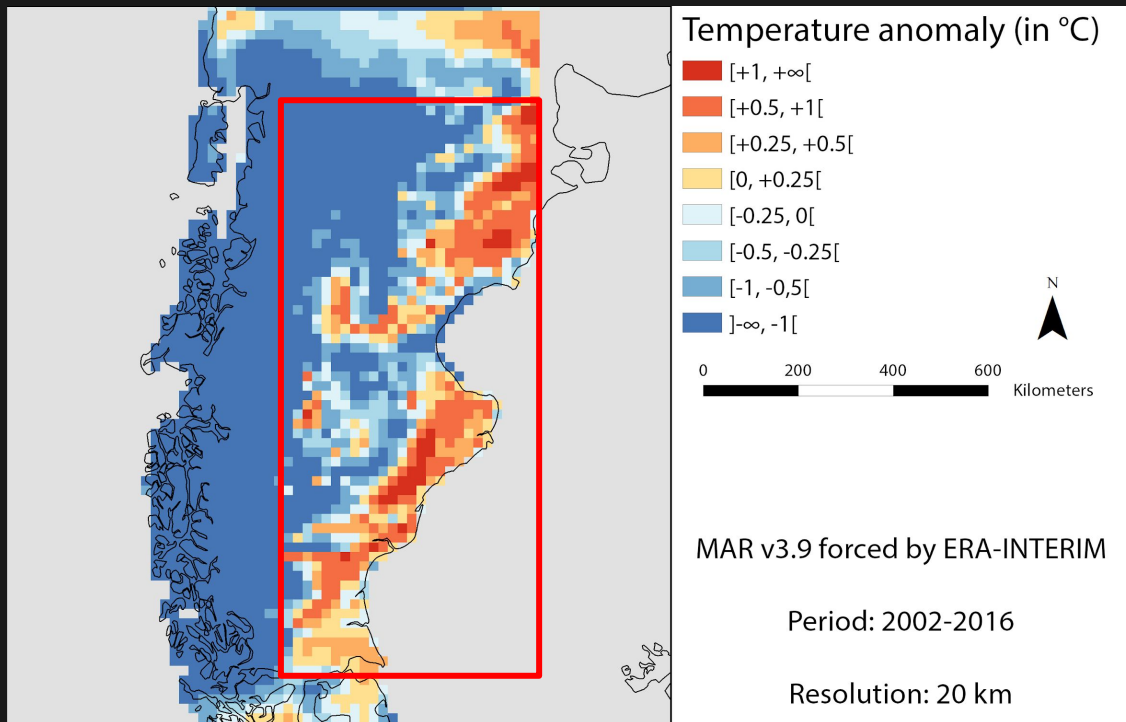 Temperature anomaly (in °C)
[+1, +∞[
[+0.5, +1[
[+0.25, +0.5[
[0, +0.25[
[-0.25, 0[
[-0.5, -0.25[
[-1, -0,5[
]-∞, -1[
N
0 200 400 600 Kilometers
MAR v3.9 forced by ERA-INTERIM
Period: 2002-2016
Resolution: 20 km